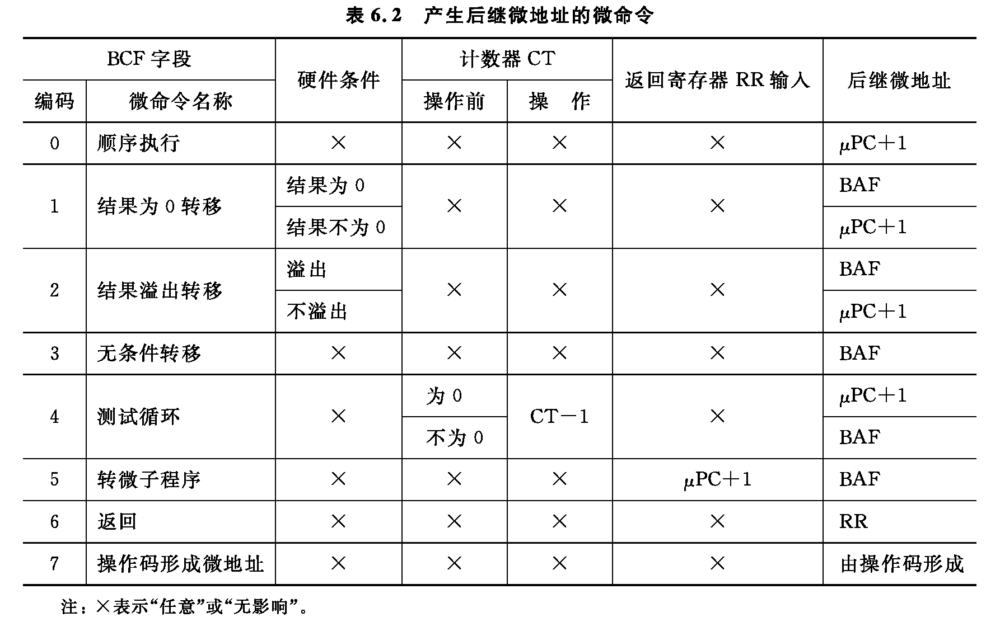 表 6.2 产生后继微地址的微命令
BCF 字段 硬件条件 计数器 CT 返回寄存器 RR 输入 后继微地址
编码 微命令名称 操作前 操 作
0 顺序执行 × × × × μPC+1
1 结果为 0 转移 结果为 0 × × × BAF
结果不为 0 μPC+1
2 结果溢出转移 溢出 × × × BAF
不溢出 μPC+1
3 无条件转移 × × × × BAF
4 测试循环 × 为 0 CT-1 × μPC+1
不为 0 BAF
5 转微子程序 × × × μPC+1 BAF
6 返回 × × × × RR
7 操作码形成微地址 × × × × 由操作码形成
注：×表示“任意”或“无影响”。